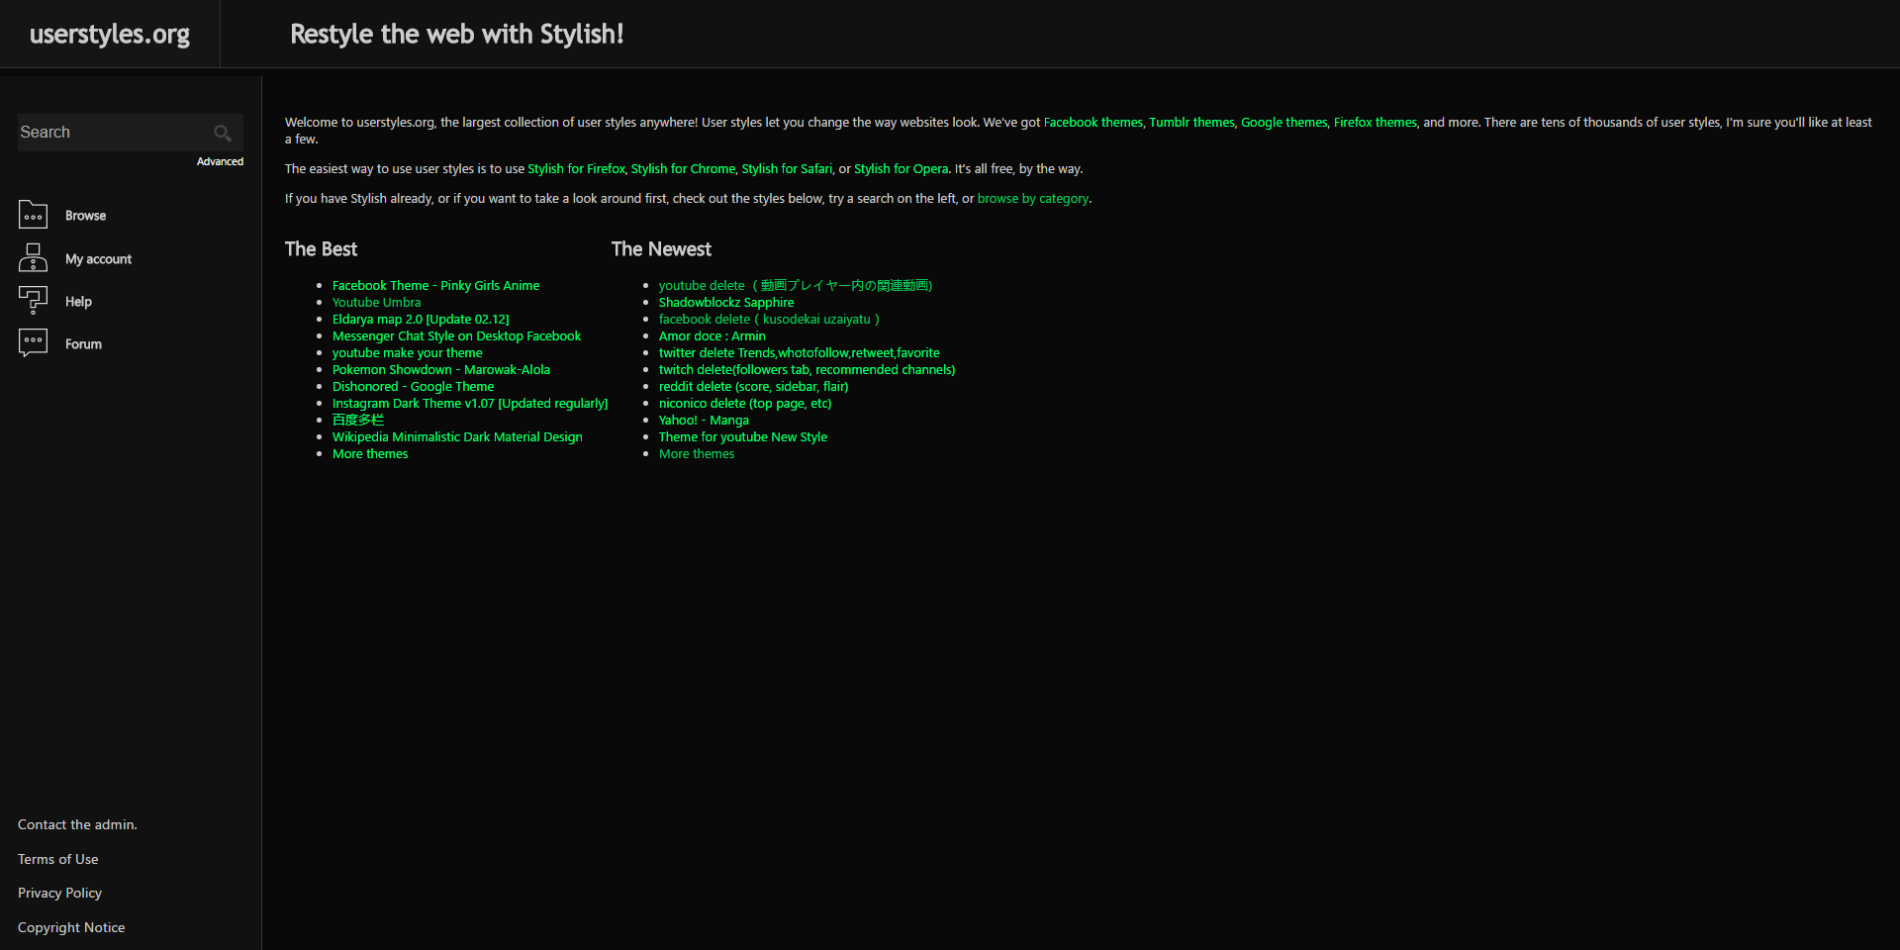 userstyles.org
Restyle the web with Stylish!
Search
Advanced
Browse
My account
Help
Forum
Welcome to userstyles.org, the largest collection of user styles anywhere! User styles let you change the way websites look. We've got Facebook themes, Tumblr themes, Google themes, Firefox themes, and more. There are tens of thousands of user styles, I'm sure you'll like at least
a few.
The easiest way to use user styles is to use Stylish for Firefox, Stylish for Chrome, Stylish for Safari, or Stylish for Opera. It's all free, by the way.
If you have Stylish already, or if you want to take a look around first, check out the styles below, try a search on the left, or browse by category.
The Best
Facebook Theme - Pinky Girls Anime
Youtube Umbra
Eldarya map 2.0 [Update 02.12]
Messenger Chat Style on Desktop Facebook
youtube make your theme
Pokemon Showdown - Marowak-Alola
Dishonored - Google Theme
Instagram Dark Theme v1.07 [Updated regularly]
百度多栏
Wikipedia Minimalistic Dark Material Design
More themes
The Newest
youtube delete （動画プレイヤー内の関連動画)
Shadowblockz Sapphire
facebook delete ( kusodekai uzaiyatu )
Amor doce : Armin
twitter delete Trends,whotofollow,retweet,favorite
twitch delete(followers tab, recommended channels)
reddit delete (score, sidebar, flair)
niconico delete (top page, etc)
Yahoo! - Manga
Theme for youtube New Style
More themes
Contact the admin.
Terms of Use
Privacy Policy
Copyright Notice